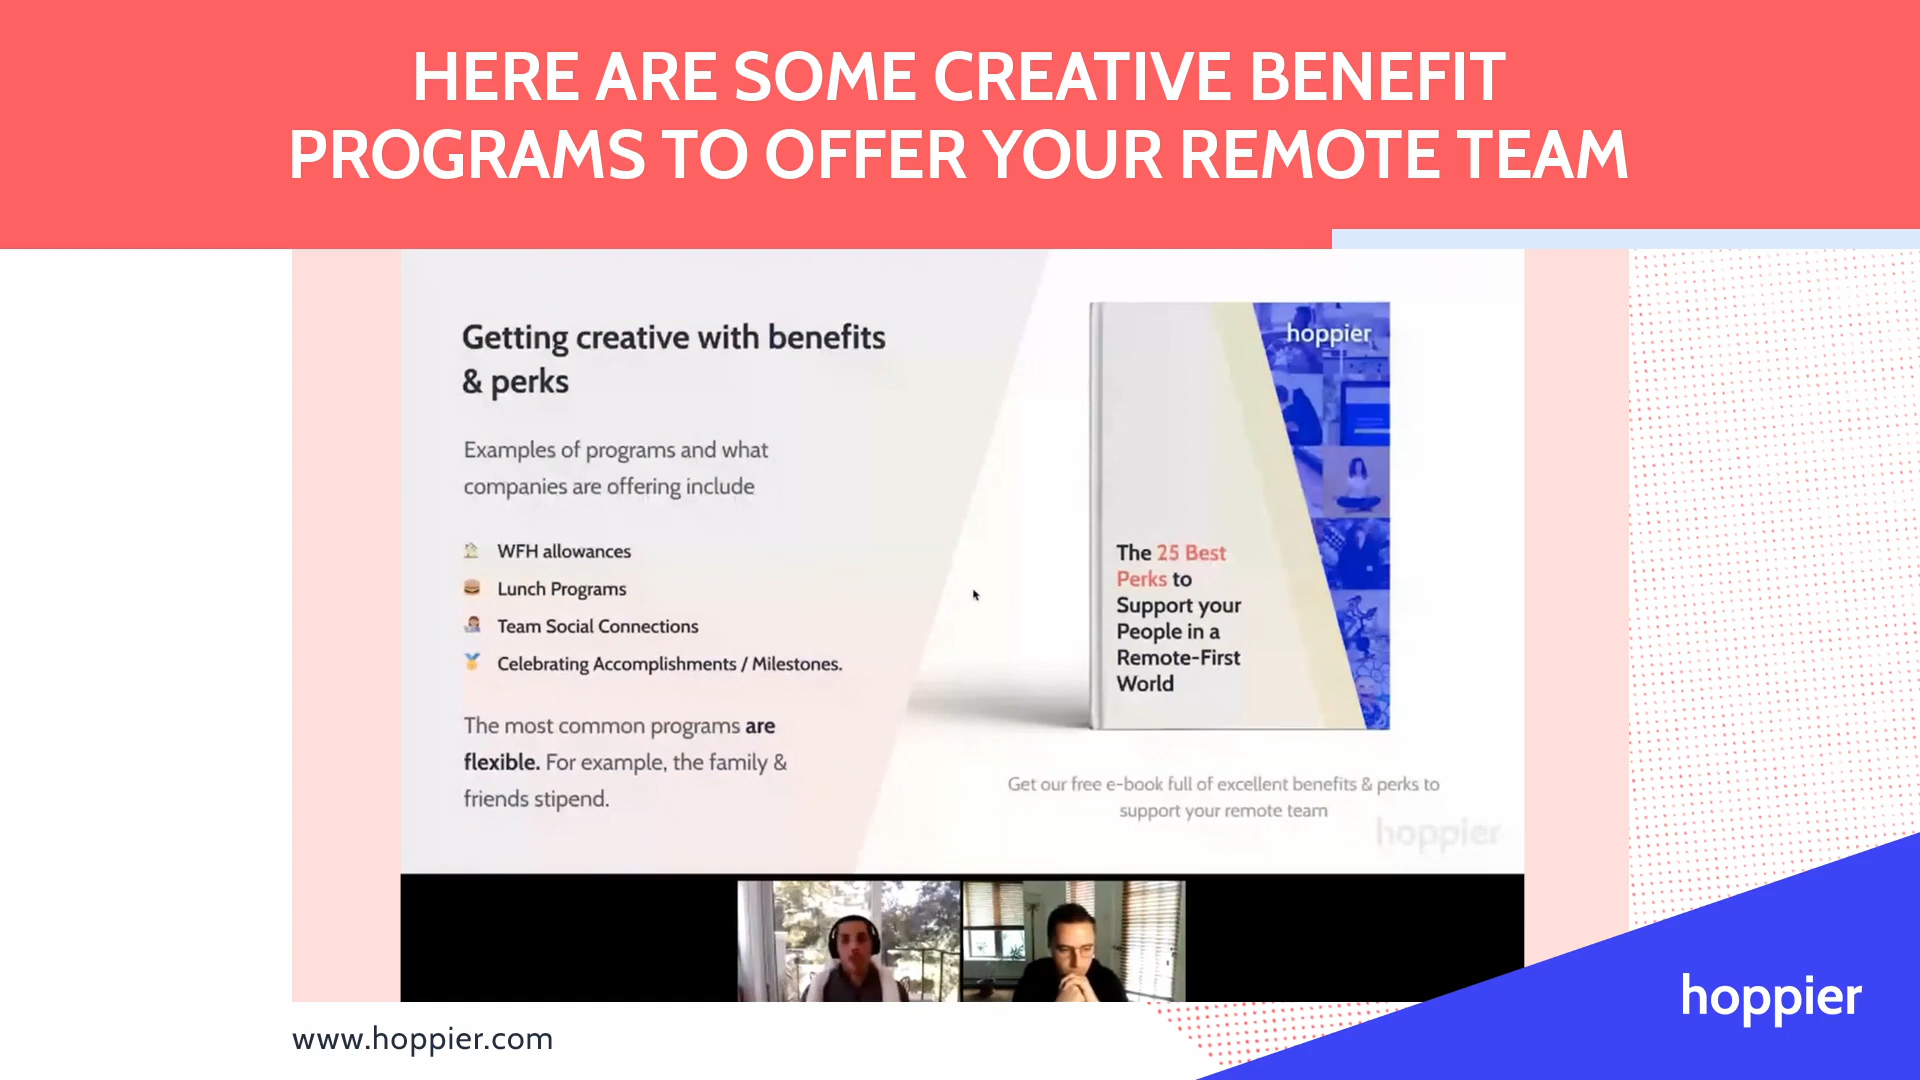 HERE ARE SOME CREATIVE BENEFIT
PROGRAMS TO OFFER YOUR REMOTE TEAM
Getting creative with benefits
& perks
Examples of programs and what
companies are offering include
WFH allowances
Lunch Programs
Team Social Connections
Celebrating Accomplishments / Milestones.
The most common programs are
flexible. For example, the family &
friends stipend.
hoppier
The 25 Best
Perks to
Support your
People in a
Remote-First
World
Get our free e-book full of excellent benefits & perks to
support your remote team
hoppier
www.hoppier.com
hoppier